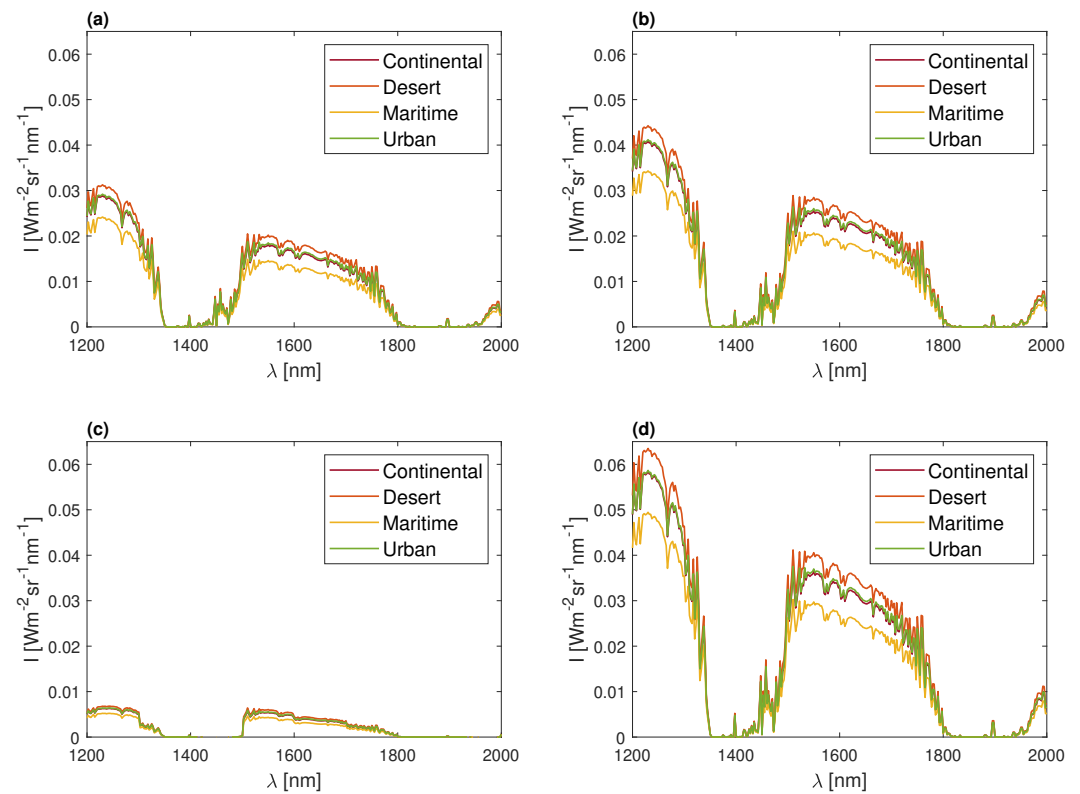 (a)
0.06
0.05
0.04
0.03
0.02
0.01
0
I [Wm⁻²sr⁻¹nm⁻¹]
Continental
Desert
Maritime
Urban
1200 1400 1600 1800 2000
λ [nm]
(b)
0.06
0.05
0.04
0.03
0.02
0.01
0
I [Wm⁻²sr⁻¹nm⁻¹]
Continental
Desert
Maritime
Urban
1200 1400 1600 1800 2000
λ [nm]
(c)
0.06
0.05
0.04
0.03
0.02
0.01
0
I [Wm⁻²sr⁻¹nm⁻¹]
Continental
Desert
Maritime
Urban
1200 1400 1600 1800 2000
λ [nm]
(d)
0.06
0.05
0.04
0.03
0.02
0.01
0
I [Wm⁻²sr⁻¹nm⁻¹]
Continental
Desert
Maritime
Urban
1200 1400 1600 1800 2000
λ [nm]